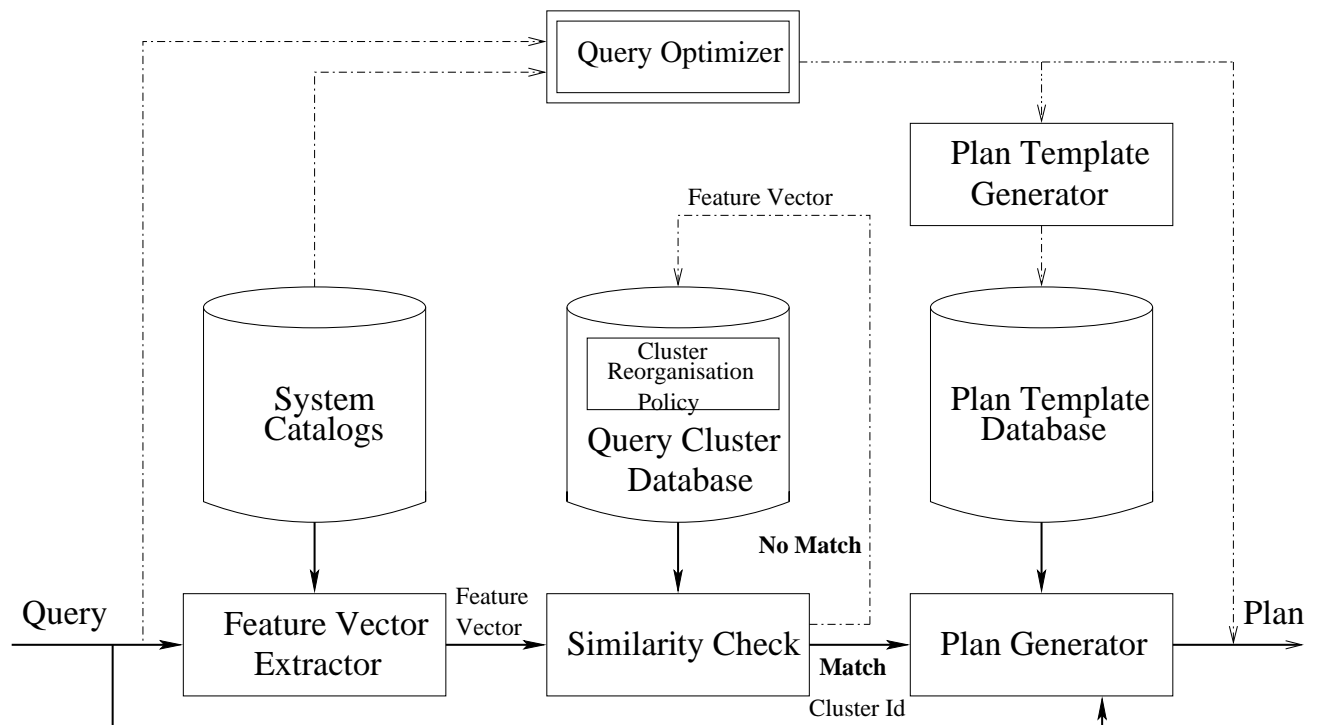 Query Optimizer
Plan Template
Generator
Feature Vector
System
Catalogs
Cluster
Reorganisation
Policy
Query Cluster
Database
Plan Template
Database
No Match
Query
Feature Vector
Extractor
Feature
Vector
Similarity Check
Match
Cluster Id
Plan Generator
Plan